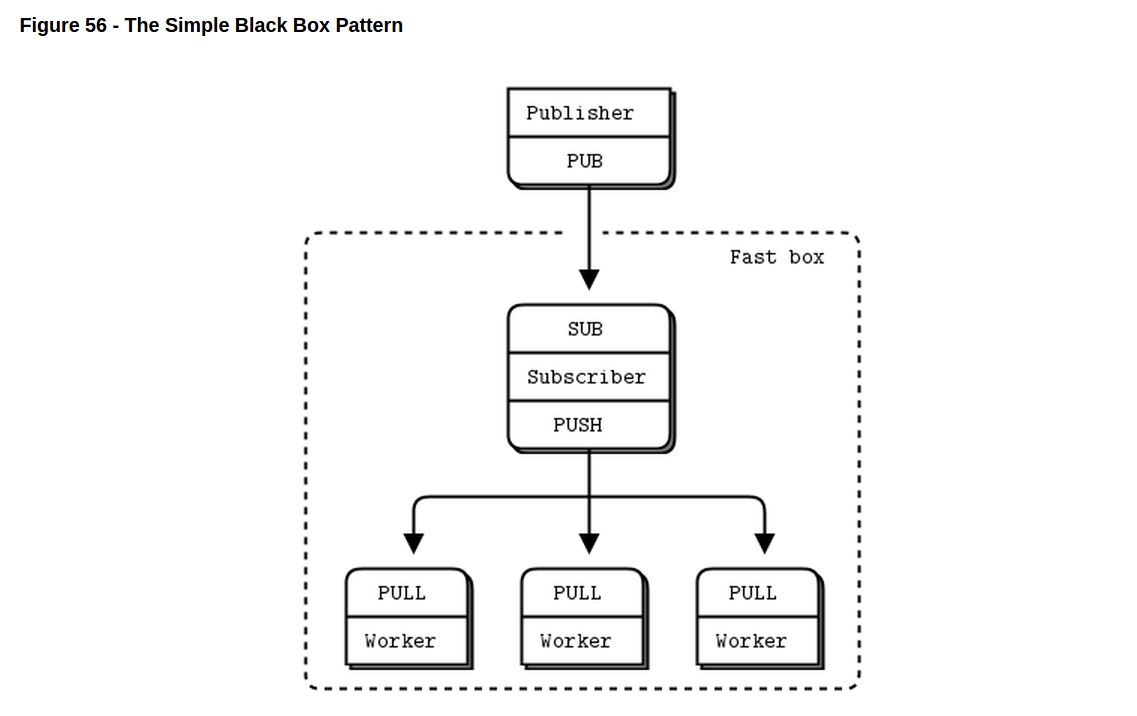 Figure 56 - The Simple Black Box Pattern
Publisher
PUB
Fast box
SUB
Subscriber
PUSH
PULL PULL PULL
Worker Worker Worker